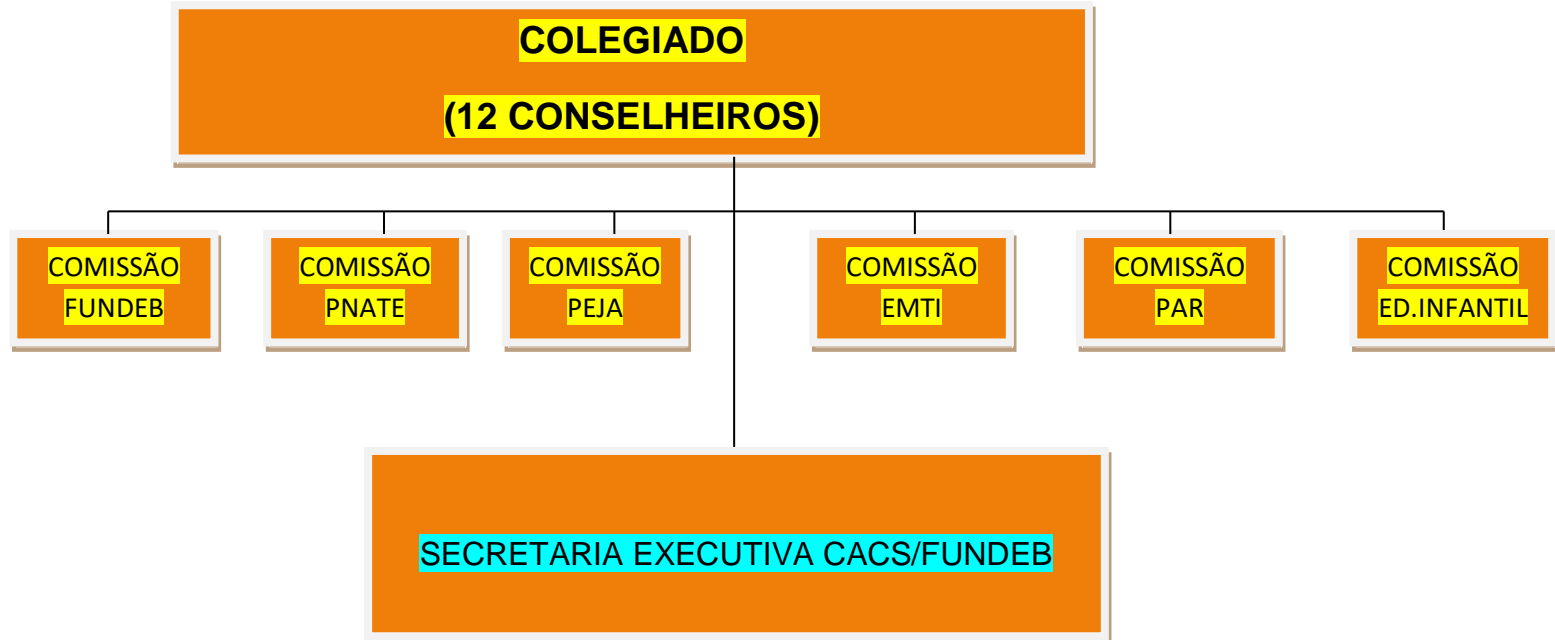 COLEGIADO
(12 CONSELHEIROS)
COMISSÃO
FUNDEB
COMISSÃO
PNATE
COMISSÃO
PEJA
COMISSÃO
EMTI
COMISSÃO
PAR
COMISSÃO
ED.INFANTIL
SECRETARIA EXECUTIVA CACS/FUNDEB